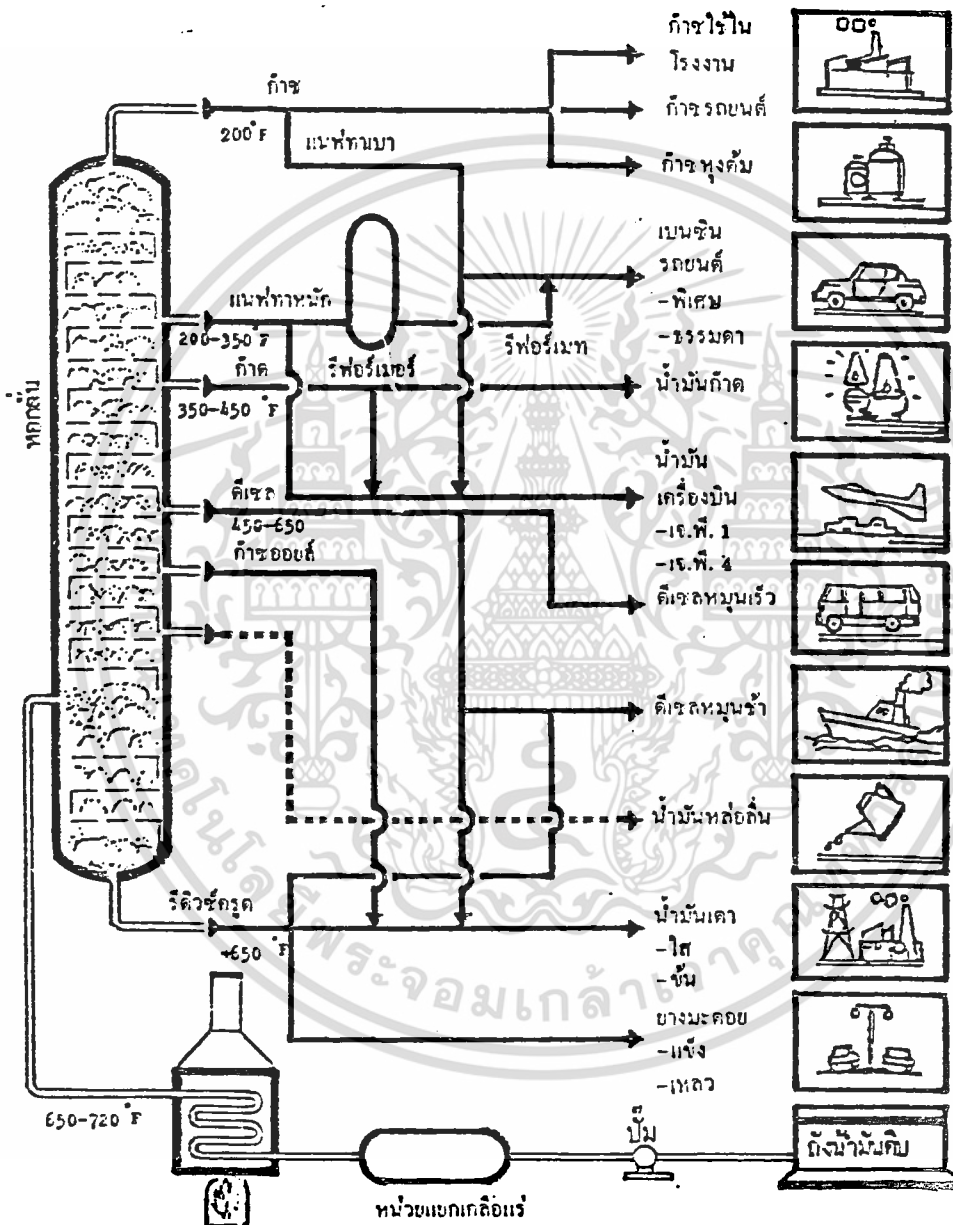 ก๊าซใช้ใน
โรงงาน
ก๊าซ
200°F
ก๊าซรถยนต์
แนฟทาเบา
ก๊าซหุงต้ม
เบนซิน
รถยนต์
-พิเศษ
-ธรรมดา
แนฟทาหนัก
200-350°F
รีฟอร์เมอร์
รีฟอร์เมท
ก๊าด
350-450 °F
น้ำมันก๊าด
หอกลั่น
น้ำมัน
เครื่องบิน
-เจ.พี. 1
-เจ.พี. 4
ดีเซล
450-650
ก๊าซออยล์
ดีเซลหมุนเร็ว
ดีเซลหมุนช้า
น้ำมันหล่อลื่น
รีดิวซ์ครูด
+650 °F
น้ำมันเตา
-ใส
-ข้น
ยางมะตอย
-แข็ง
-เหลว
650-720 °F
ปั๊ม
ถังน้ำมันดิบ
หน่วยแยกเกลือแร่